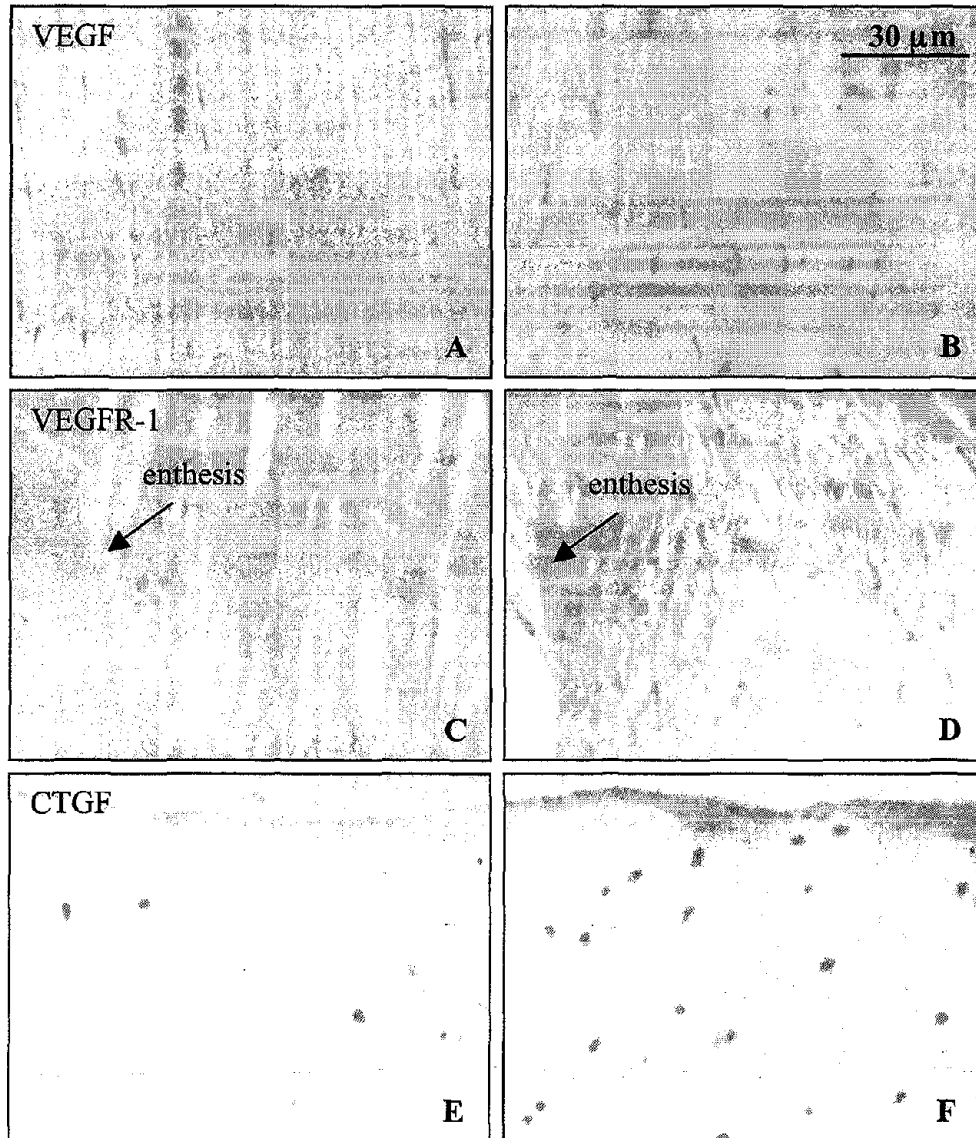 VEGF
30 µm
A
B
VEGFR-1
enthesis
enthesis
C
D
CTGF
E
F